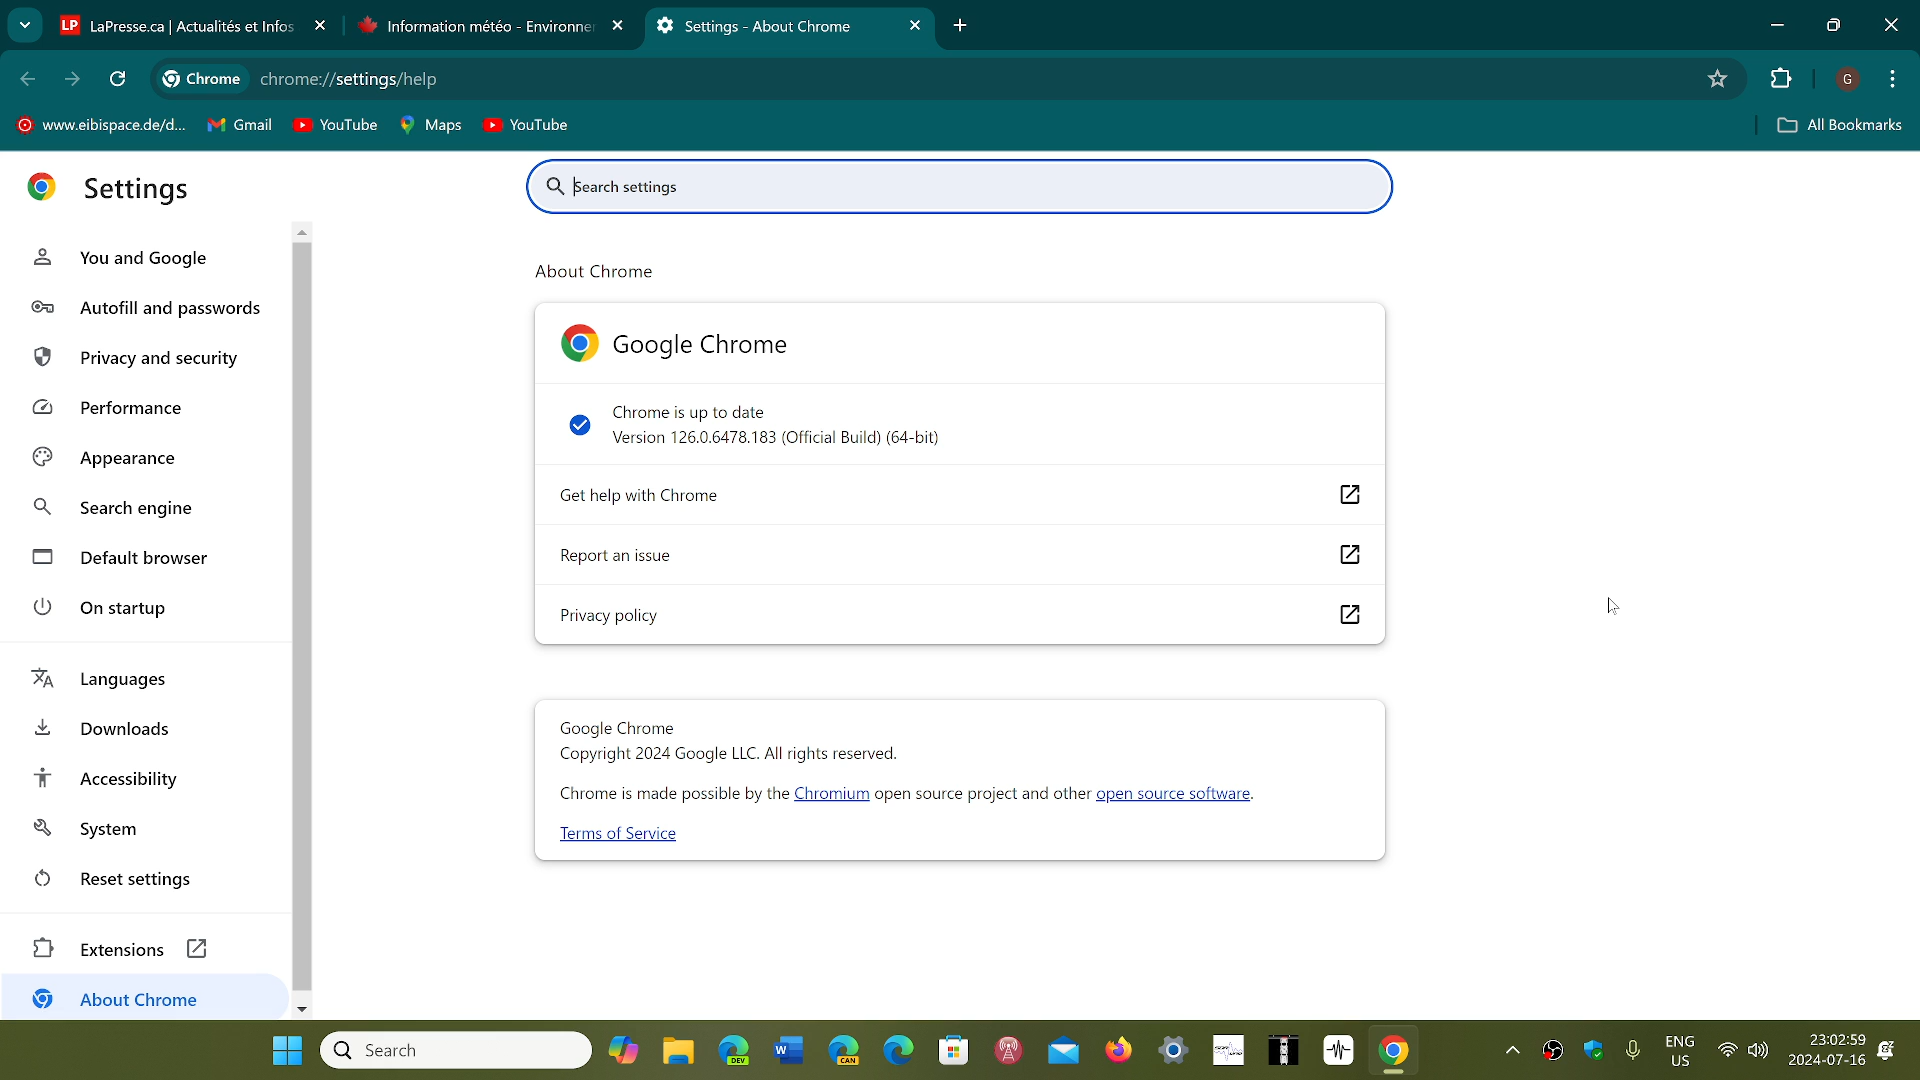 LP LaPresse.ca | Actualités et Infos
Information météo - Environne
Settings - About Chrome
Chrome chrome://settings/help
G
www.eibispace.de/d...
Gmail
YouTube
Maps
YouTube
All Bookmarks
Settings
Search settings
You and Google
Autofill and passwords
Privacy and security
Performance
Appearance
Search engine
Default browser
On startup
Languages
Downloads
Accessibility
System
Reset settings
Extensions
About Chrome
About Chrome
Google Chrome
Chrome is up to date
Version 126.0.6478.183 (Official Build) (64-bit)
Get help with Chrome
Report an issue
Privacy policy
Google Chrome
Copyright 2024 Google LLC. All rights reserved.
Chrome is made possible by the Chromium open source project and other open source software.
Terms of Service
Search
DEV
W
CAN
ENG
US
23:02:59
2024-07-16